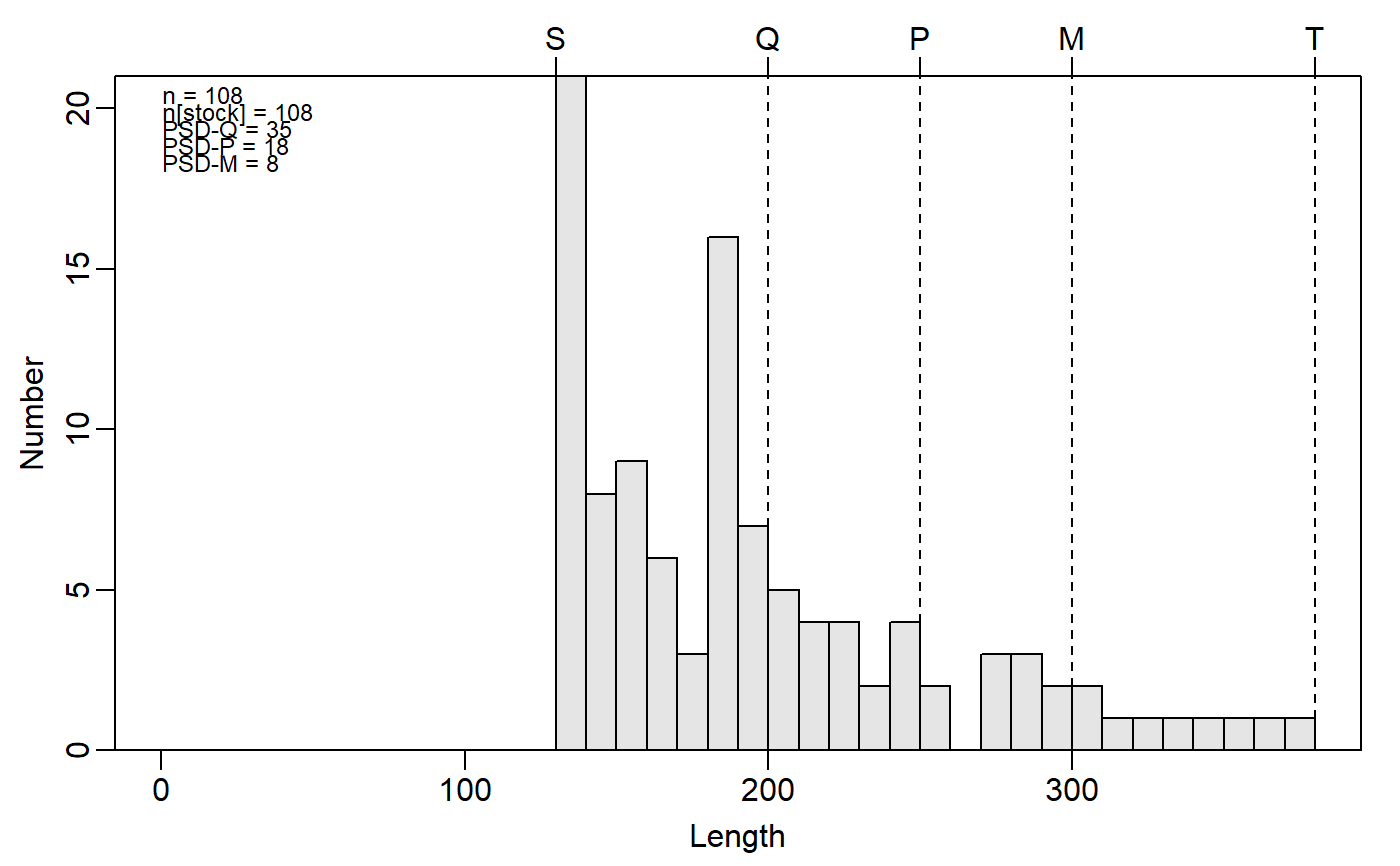 S Q P M T
n = 108
n[stock] = 108
PSD-Q = 35
PSD-P = 18
PSD-M = 8
20
15
10
5
0
Number
0 100 200 300
Length